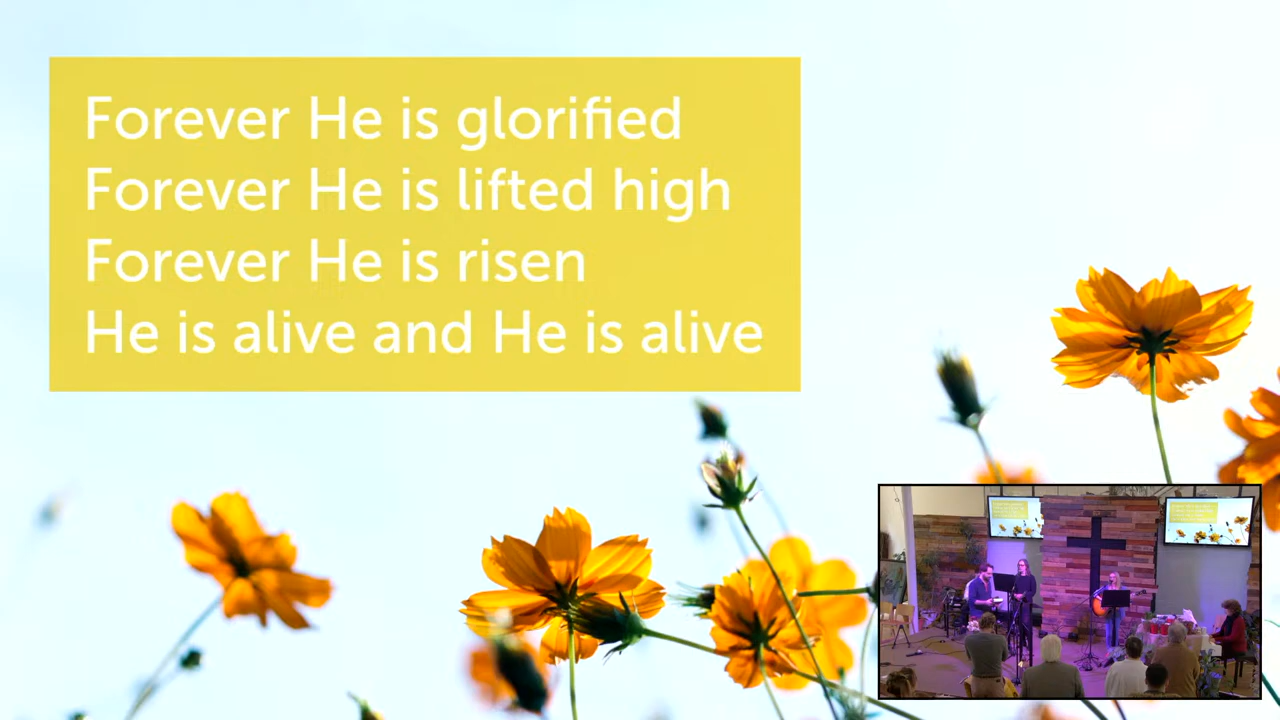 Forever He is glorified
Forever He is lifted high
Forever He is risen
He is alive and He is alive